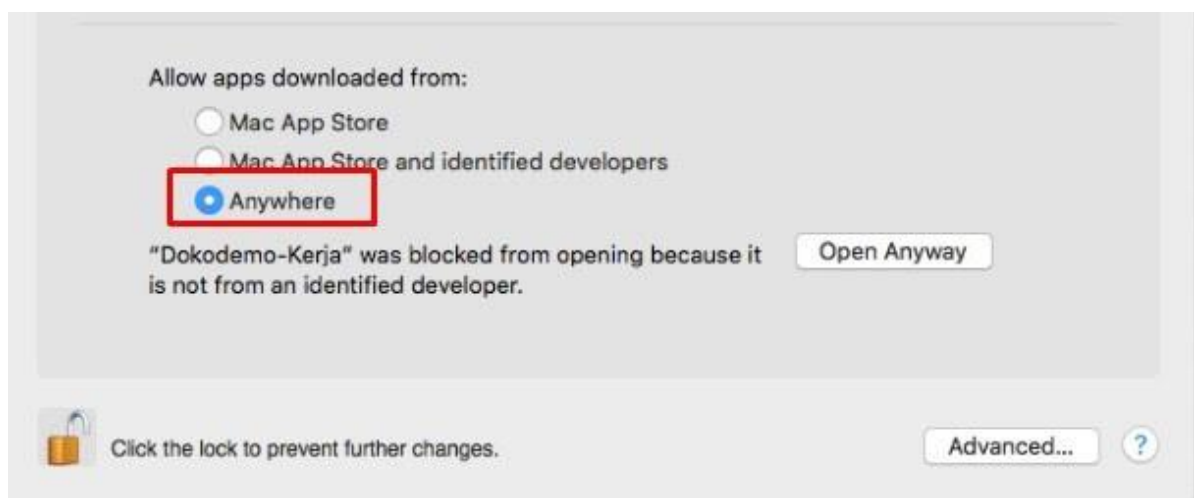 Allow apps downloaded from:
Mac App Store
Mac App Store and identified developers
Anywhere
“Dokodemo-Kerja” was blocked from opening because it
is not from an identified developer.
Open Anyway
Click the lock to prevent further changes.
Advanced...
?